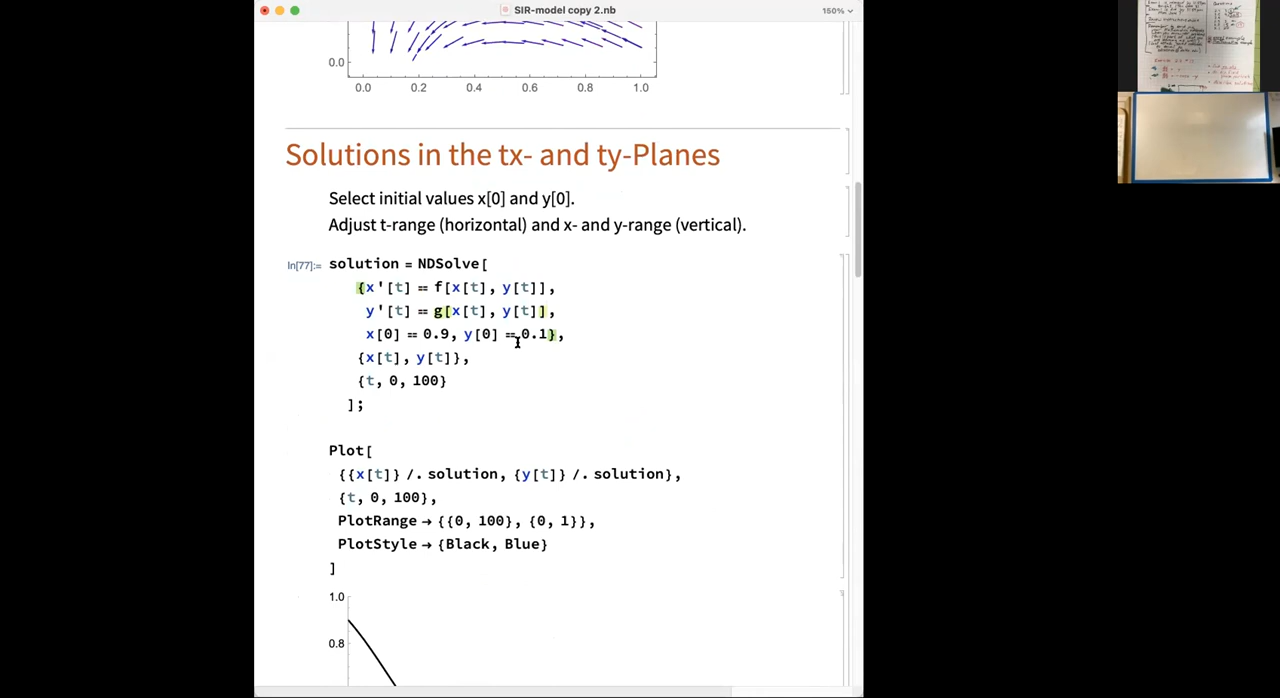 SIR-model copy 2.nb
150%
0.0
0.0 0.2 0.4 0.6 0.8 1.0
Solutions in the tx- and ty-Planes
Select initial values x[0] and y[0].
Adjust t-range (horizontal) and x- and y-range (vertical).
In[77]:= solution = NDSolve[
{x'[t] == f[x[t], y[t]],
y'[t] == g[x[t], y[t]],
x[0] == 0.9, y[0] == 0.1},
{x[t], y[t]},
{t, 0, 100}
];
Plot[
{{x[t]} /. solution, {y[t]} /. solution},
{t, 0, 100},
PlotRange → {{0, 100}, {0, 1}},
PlotStyle → {Black, Blue}
]
1.0
0.8